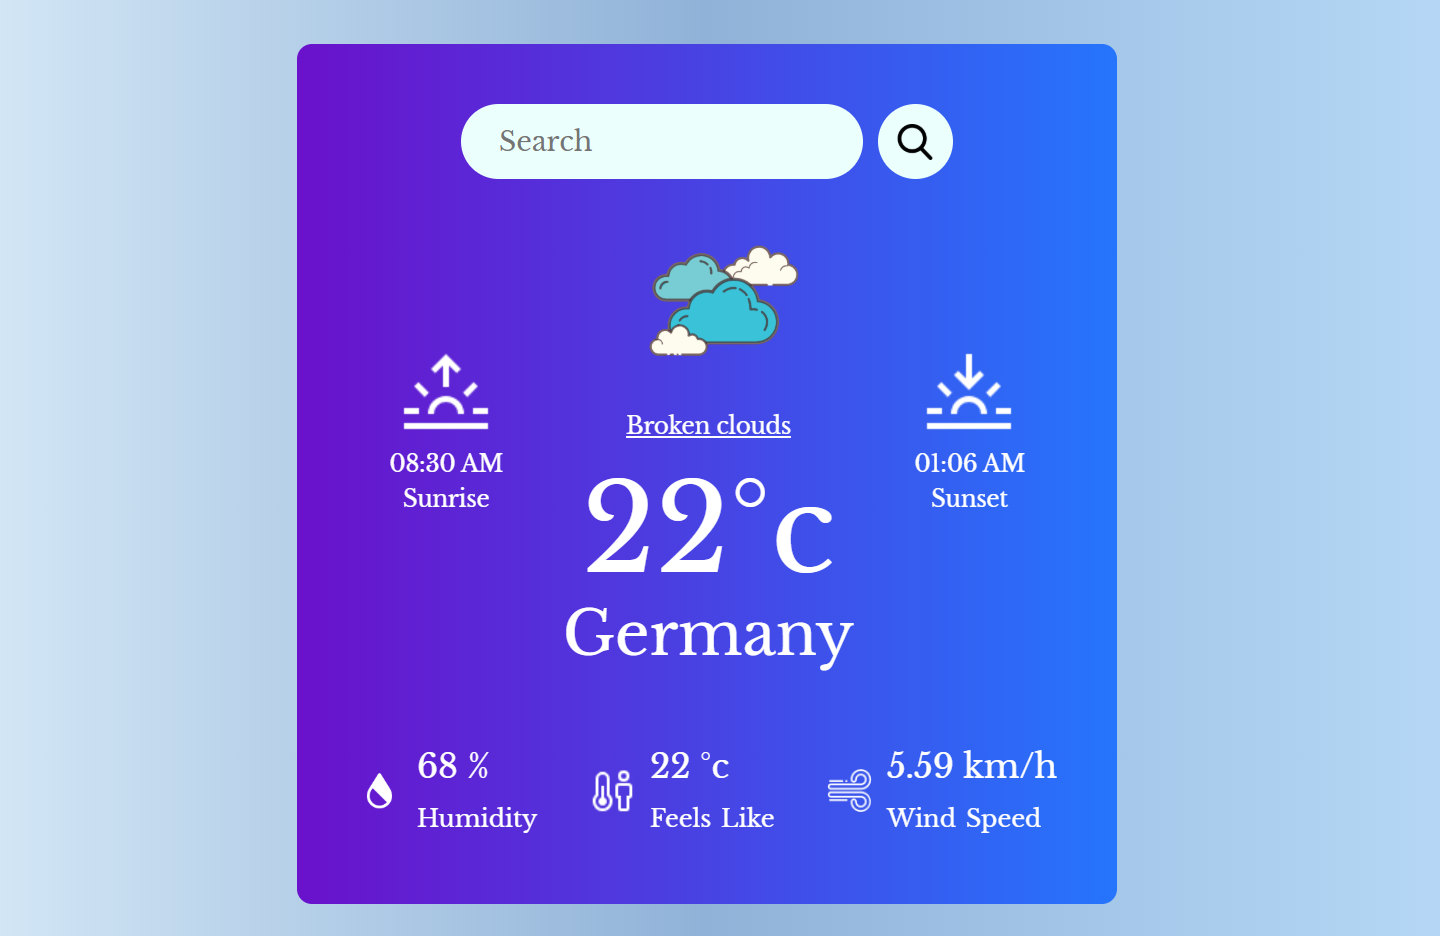 Search
Broken clouds
08:30 AM
Sunrise
01:06 AM
Sunset
22°c
Germany
68 %
Humidity
22 °c
Feels Like
5.59 km/h
Wind Speed